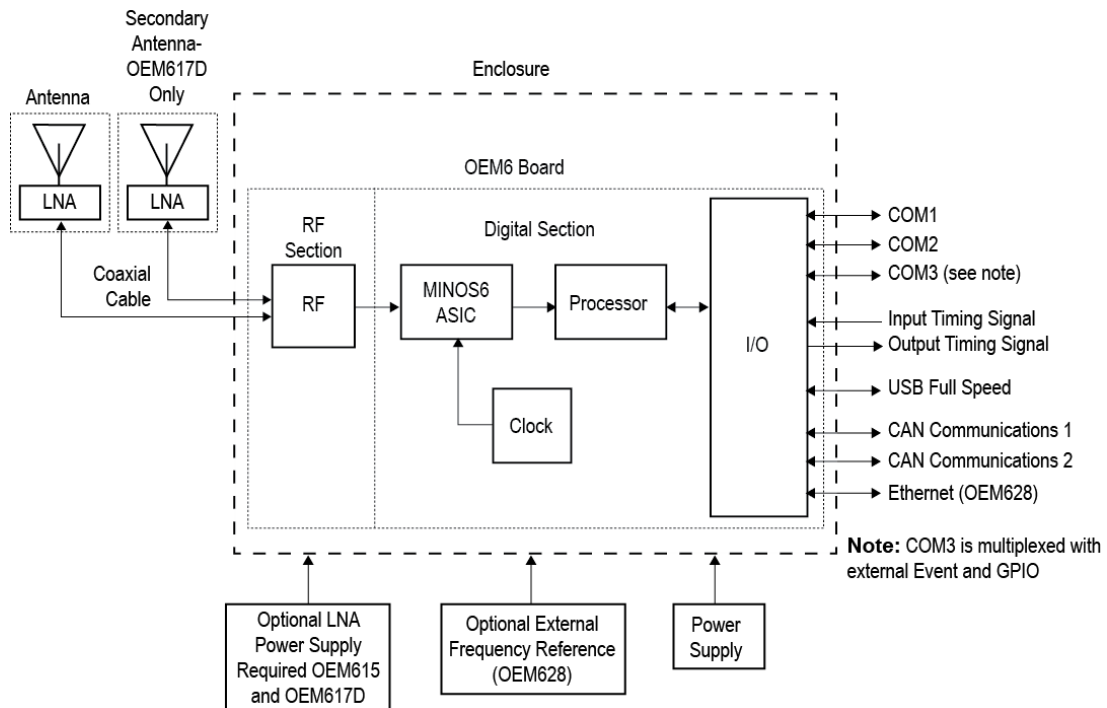 Secondary
Antenna-
OEM617D
Only
Antenna
Enclosure
LNA
LNA
OEM6 Board
RF
Section
Digital Section
Coaxial
Cable
RF
MINOS6
ASIC
Processor
Clock
I/O
COM1
COM2
COM3 (see note)
Input Timing Signal
Output Timing Signal
USB Full Speed
CAN Communications 1
CAN Communications 2
Ethernet (OEM628)
Note: COM3 is multiplexed with
external Event and GPIO
Optional LNA
Power Supply
Required OEM615
and OEM617D
Optional External
Frequency Reference
(OEM628)
Power
Supply